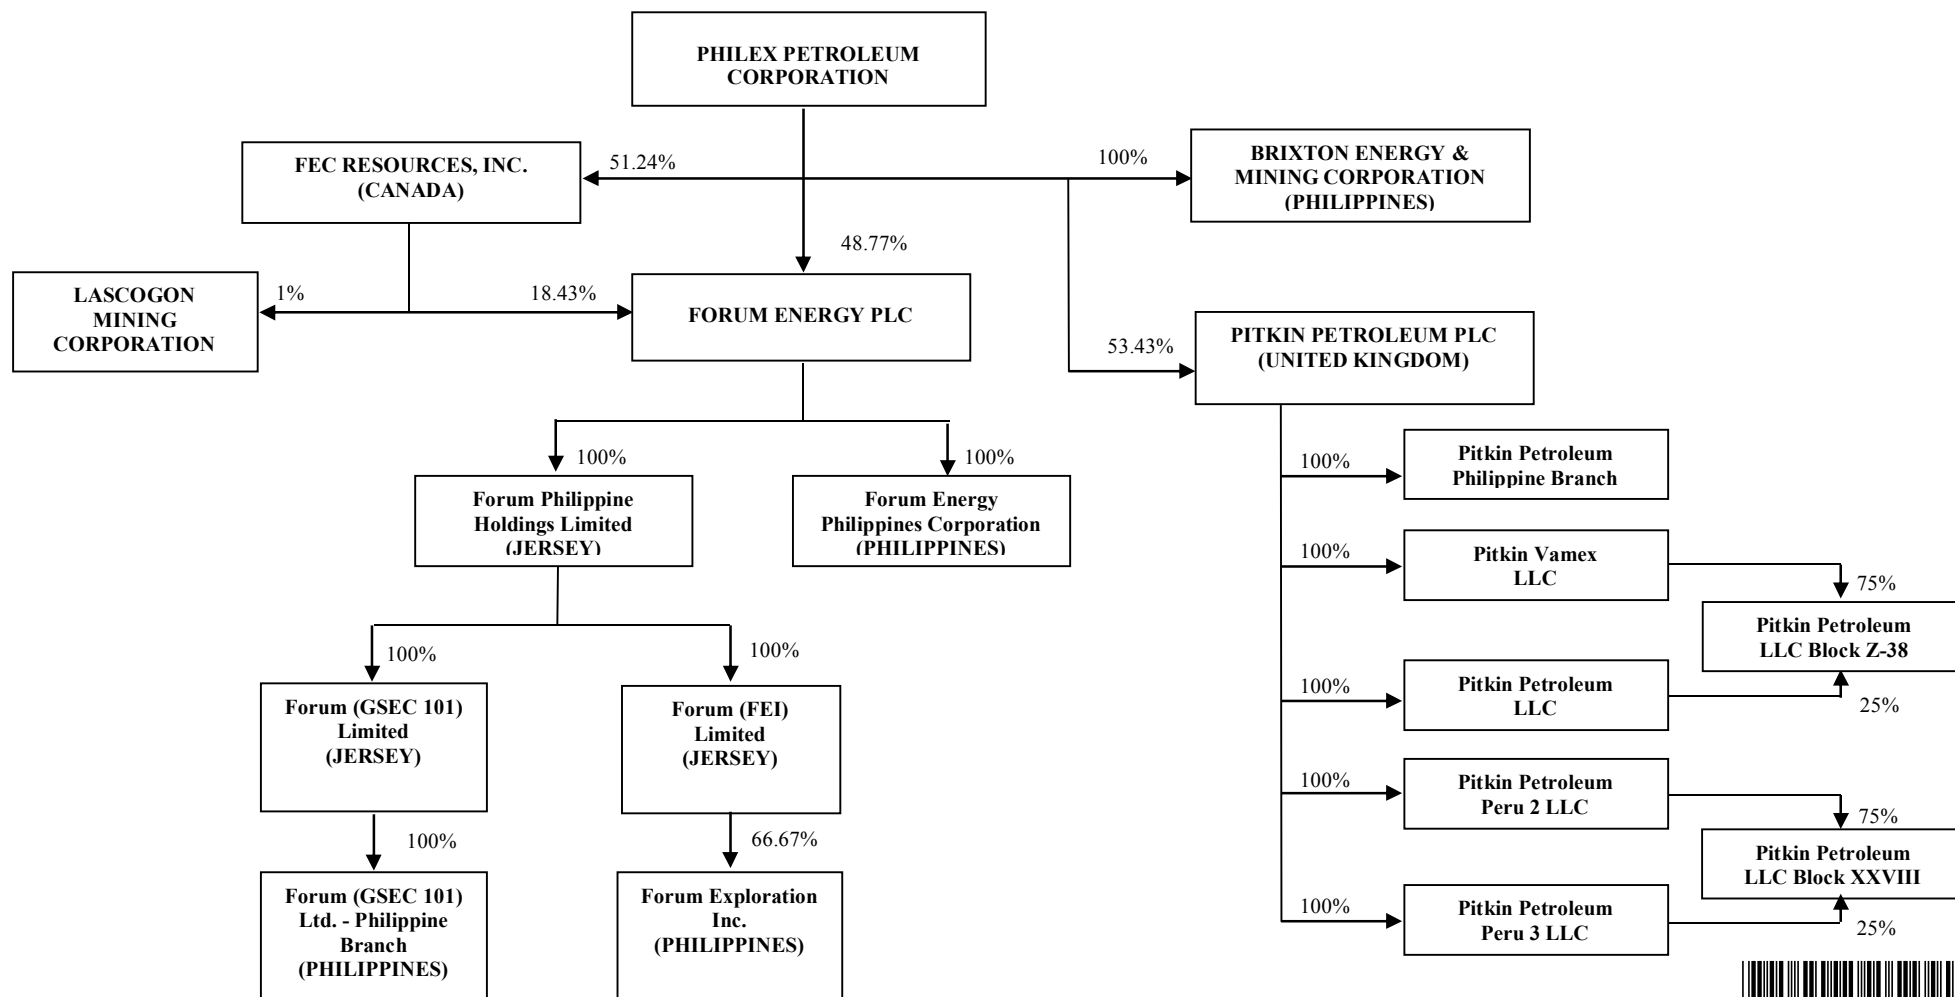 PHILEX PETROLEUM
CORPORATION
FEC RESOURCES, INC.
(CANADA)
51.24%
100%
BRIXTON ENERGY &
MINING CORPORATION
(PHILIPPINES)
48.77%
LASCOGON
MINING
CORPORATION
1%
18.43%
FORUM ENERGY PLC
53.43%
PITKIN PETROLEUM PLC
(UNITED KINGDOM)
100%
100%
Forum Philippine
Holdings Limited
(JERSEY)
Forum Energy
Philippines Corporation
(PHILIPPINES)
100%
100%
Forum (GSEC 101)
Limited
(JERSEY)
Forum (FEI)
Limited
(JERSEY)
100%
66.67%
Forum (GSEC 101)
Ltd. - Philippine
Branch
(PHILIPPINES)
Forum Exploration
Inc.
(PHILIPPINES)
100%
Pitkin Petroleum
Philippine Branch
100%
Pitkin Vamex
LLC
75%
Pitkin Petroleum
LLC Block Z-38
100%
Pitkin Petroleum
LLC
25%
100%
Pitkin Petroleum
Peru 2 LLC
75%
Pitkin Petroleum
LLC Block XXVIII
100%
Pitkin Petroleum
Peru 3 LLC
25%